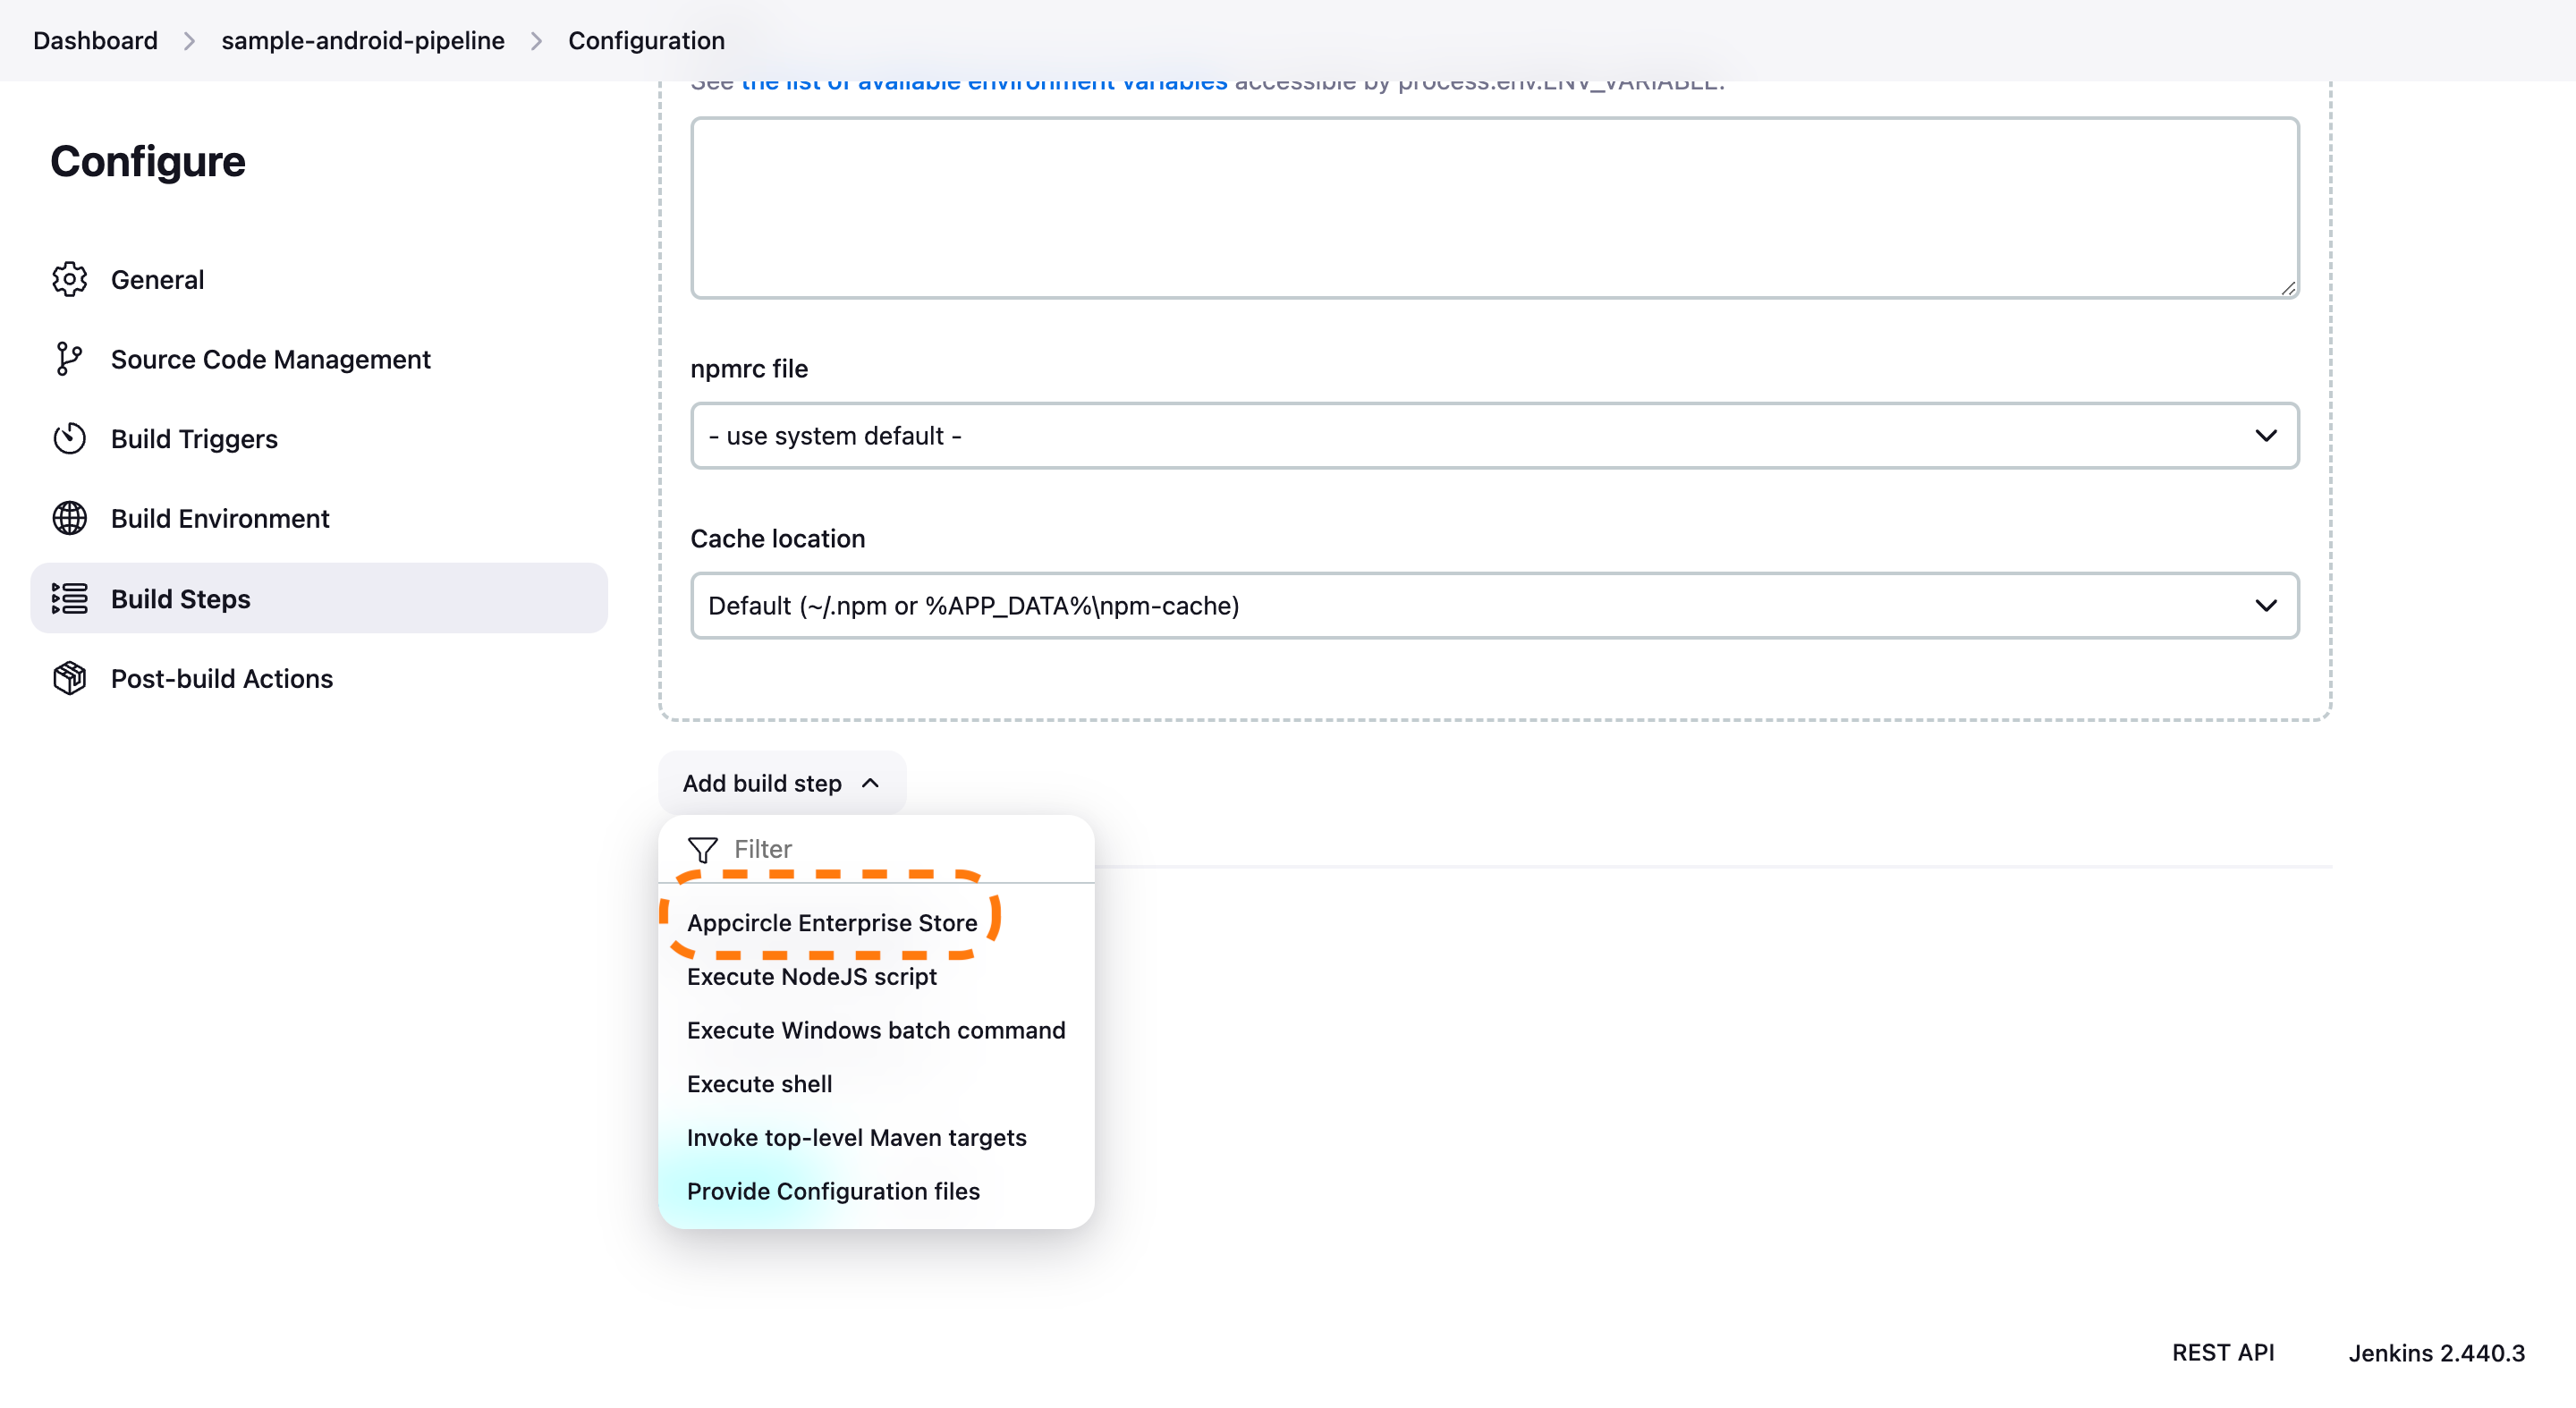 Dashboard > sample-android-pipeline > Configuration
See the list of available environment variables accessible by process.env.ENV_VARIABLE.
Configure
General
Source Code Management
Build Triggers
Build Environment
Build Steps
Post-build Actions
npmrc file
- use system default -
Cache location
Default (~/.npm or %APP_DATA%\npm-cache)
Add build step
Filter
Appcircle Enterprise Store
Execute NodeJS script
Execute Windows batch command
Execute shell
Invoke top-level Maven targets
Provide Configuration files
REST API
Jenkins 2.440.3